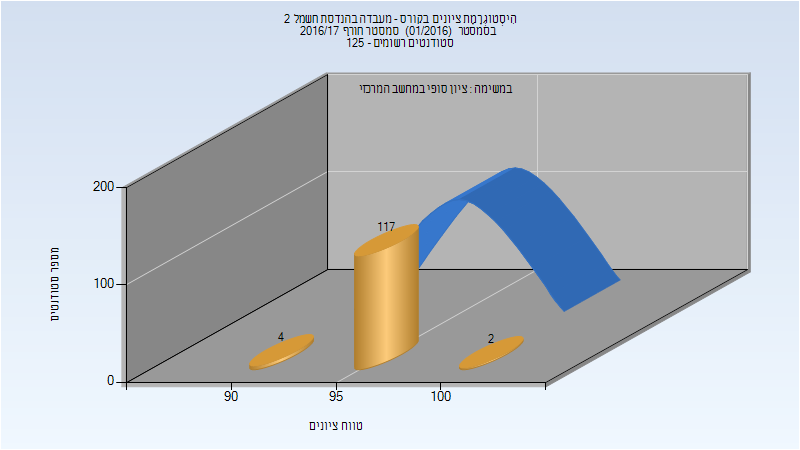 היסטוגרמת ציונים בקורס - מעבדה בהנדסת חשמל 2
בסמסטר (01/2016) סמסטר חורף 2016/17
סטודנטים רשומים - 125
במשימה : ציון סופי במחשב המרכזי
200
100
0
מספר סטודנטים
117
4
2
90
95
100
טווח ציונים